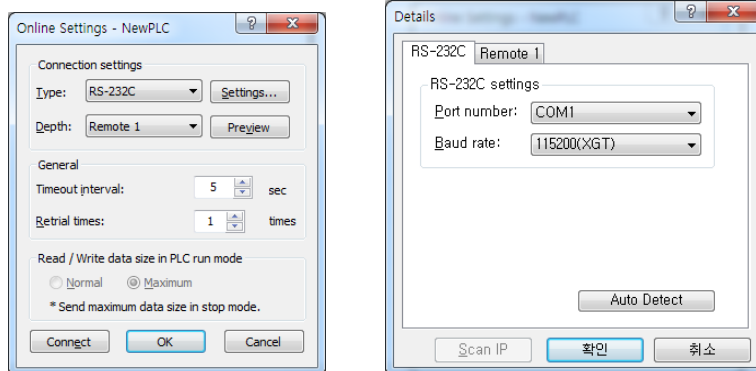 Online Settings - NewPLC
Connection settings
Type: RS-232C Settings...
Depth: Remote 1 Preview
General
Timeout interval: 5 sec
Retrial times: 1 times
Read / Write data size in PLC run mode
Normal Maximum
* Send maximum data size in stop mode.
Connect OK Cancel
Details
RS-232C Remote 1
RS-232C settings
Port number: COM1
Baud rate: 115200(XGT)
Auto Detect
Scan IP 확인 취소